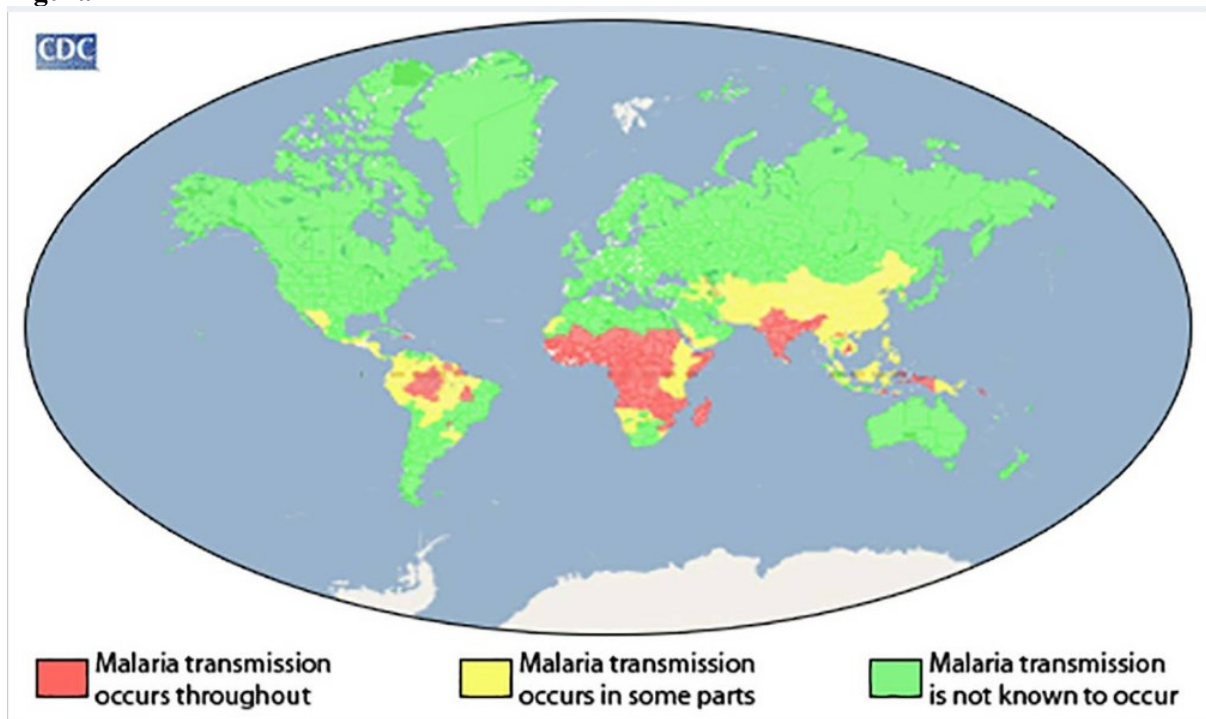 CDC
Malaria transmission
occurs throughout
Malaria transmission
occurs in some parts
Malaria transmission
is not known to occur